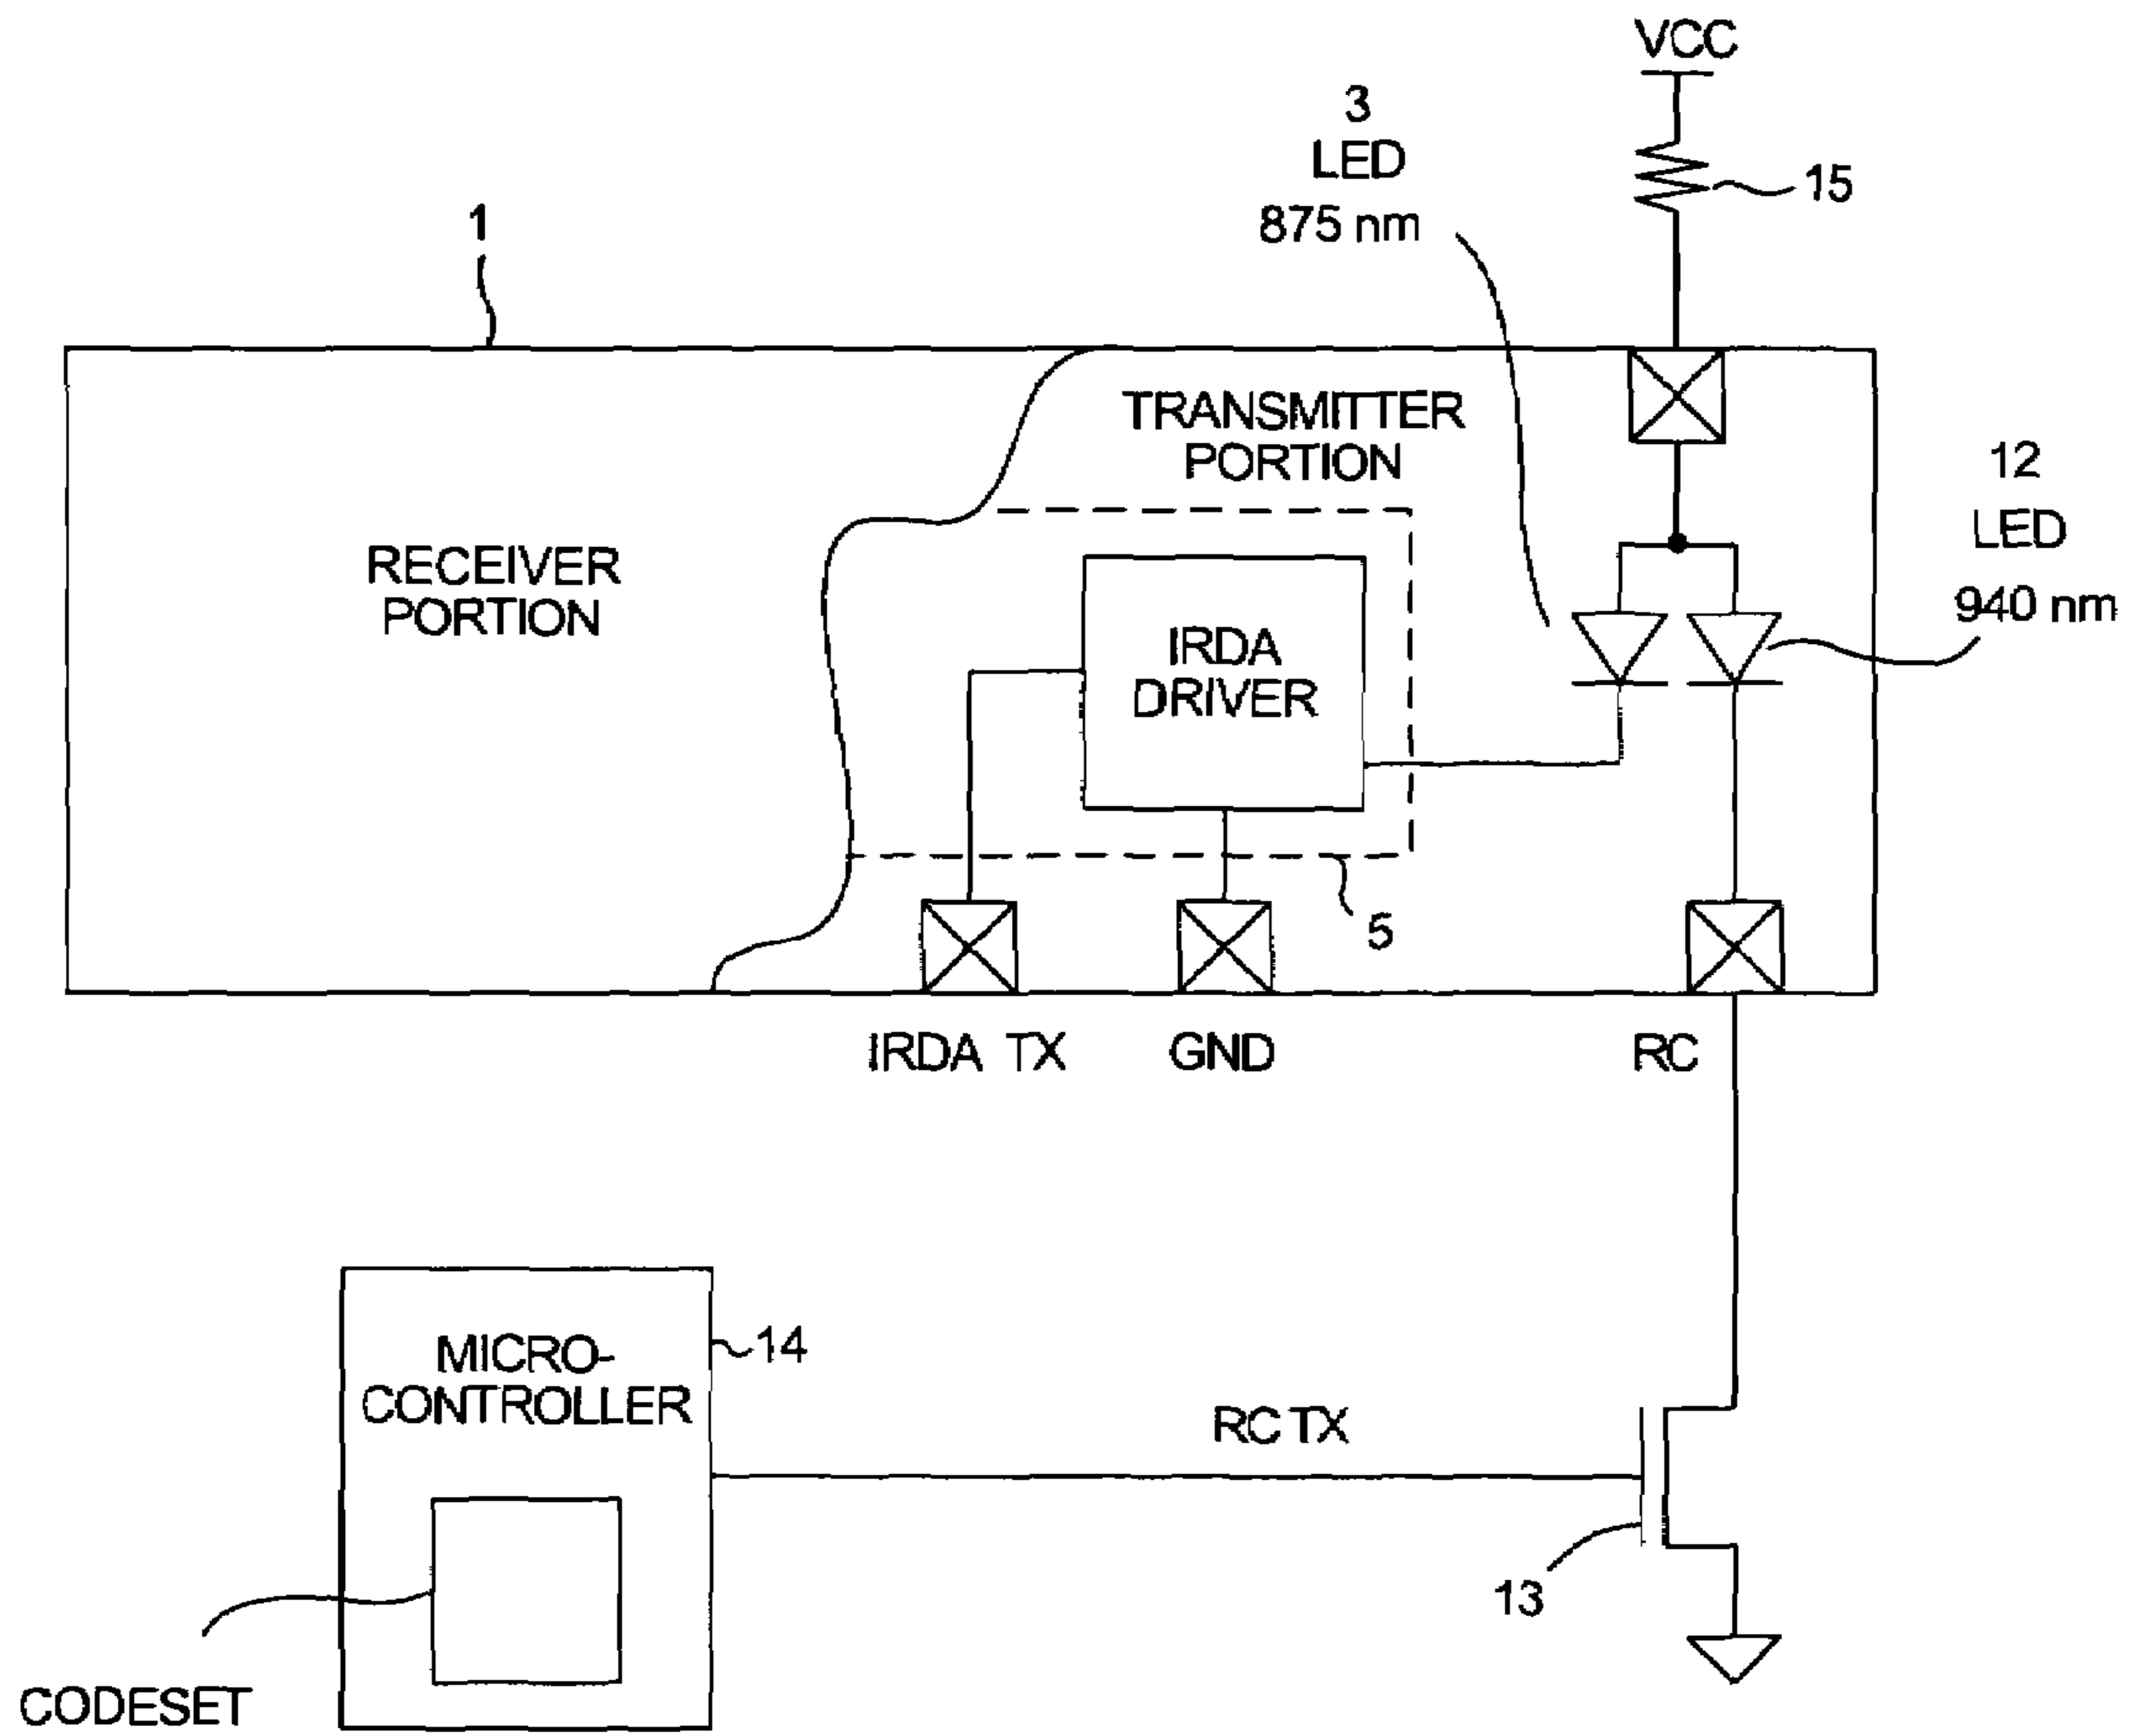 VCC
3
LED
875 nm
15
1
TRANSMITTER
PORTION
12
LED
940 nm
RECEIVER
PORTION
IRDA
DRIVER
5
IRDA TX
GND
RC
MICRO-
CONTROLLER
14
RC TX
13
CODESET